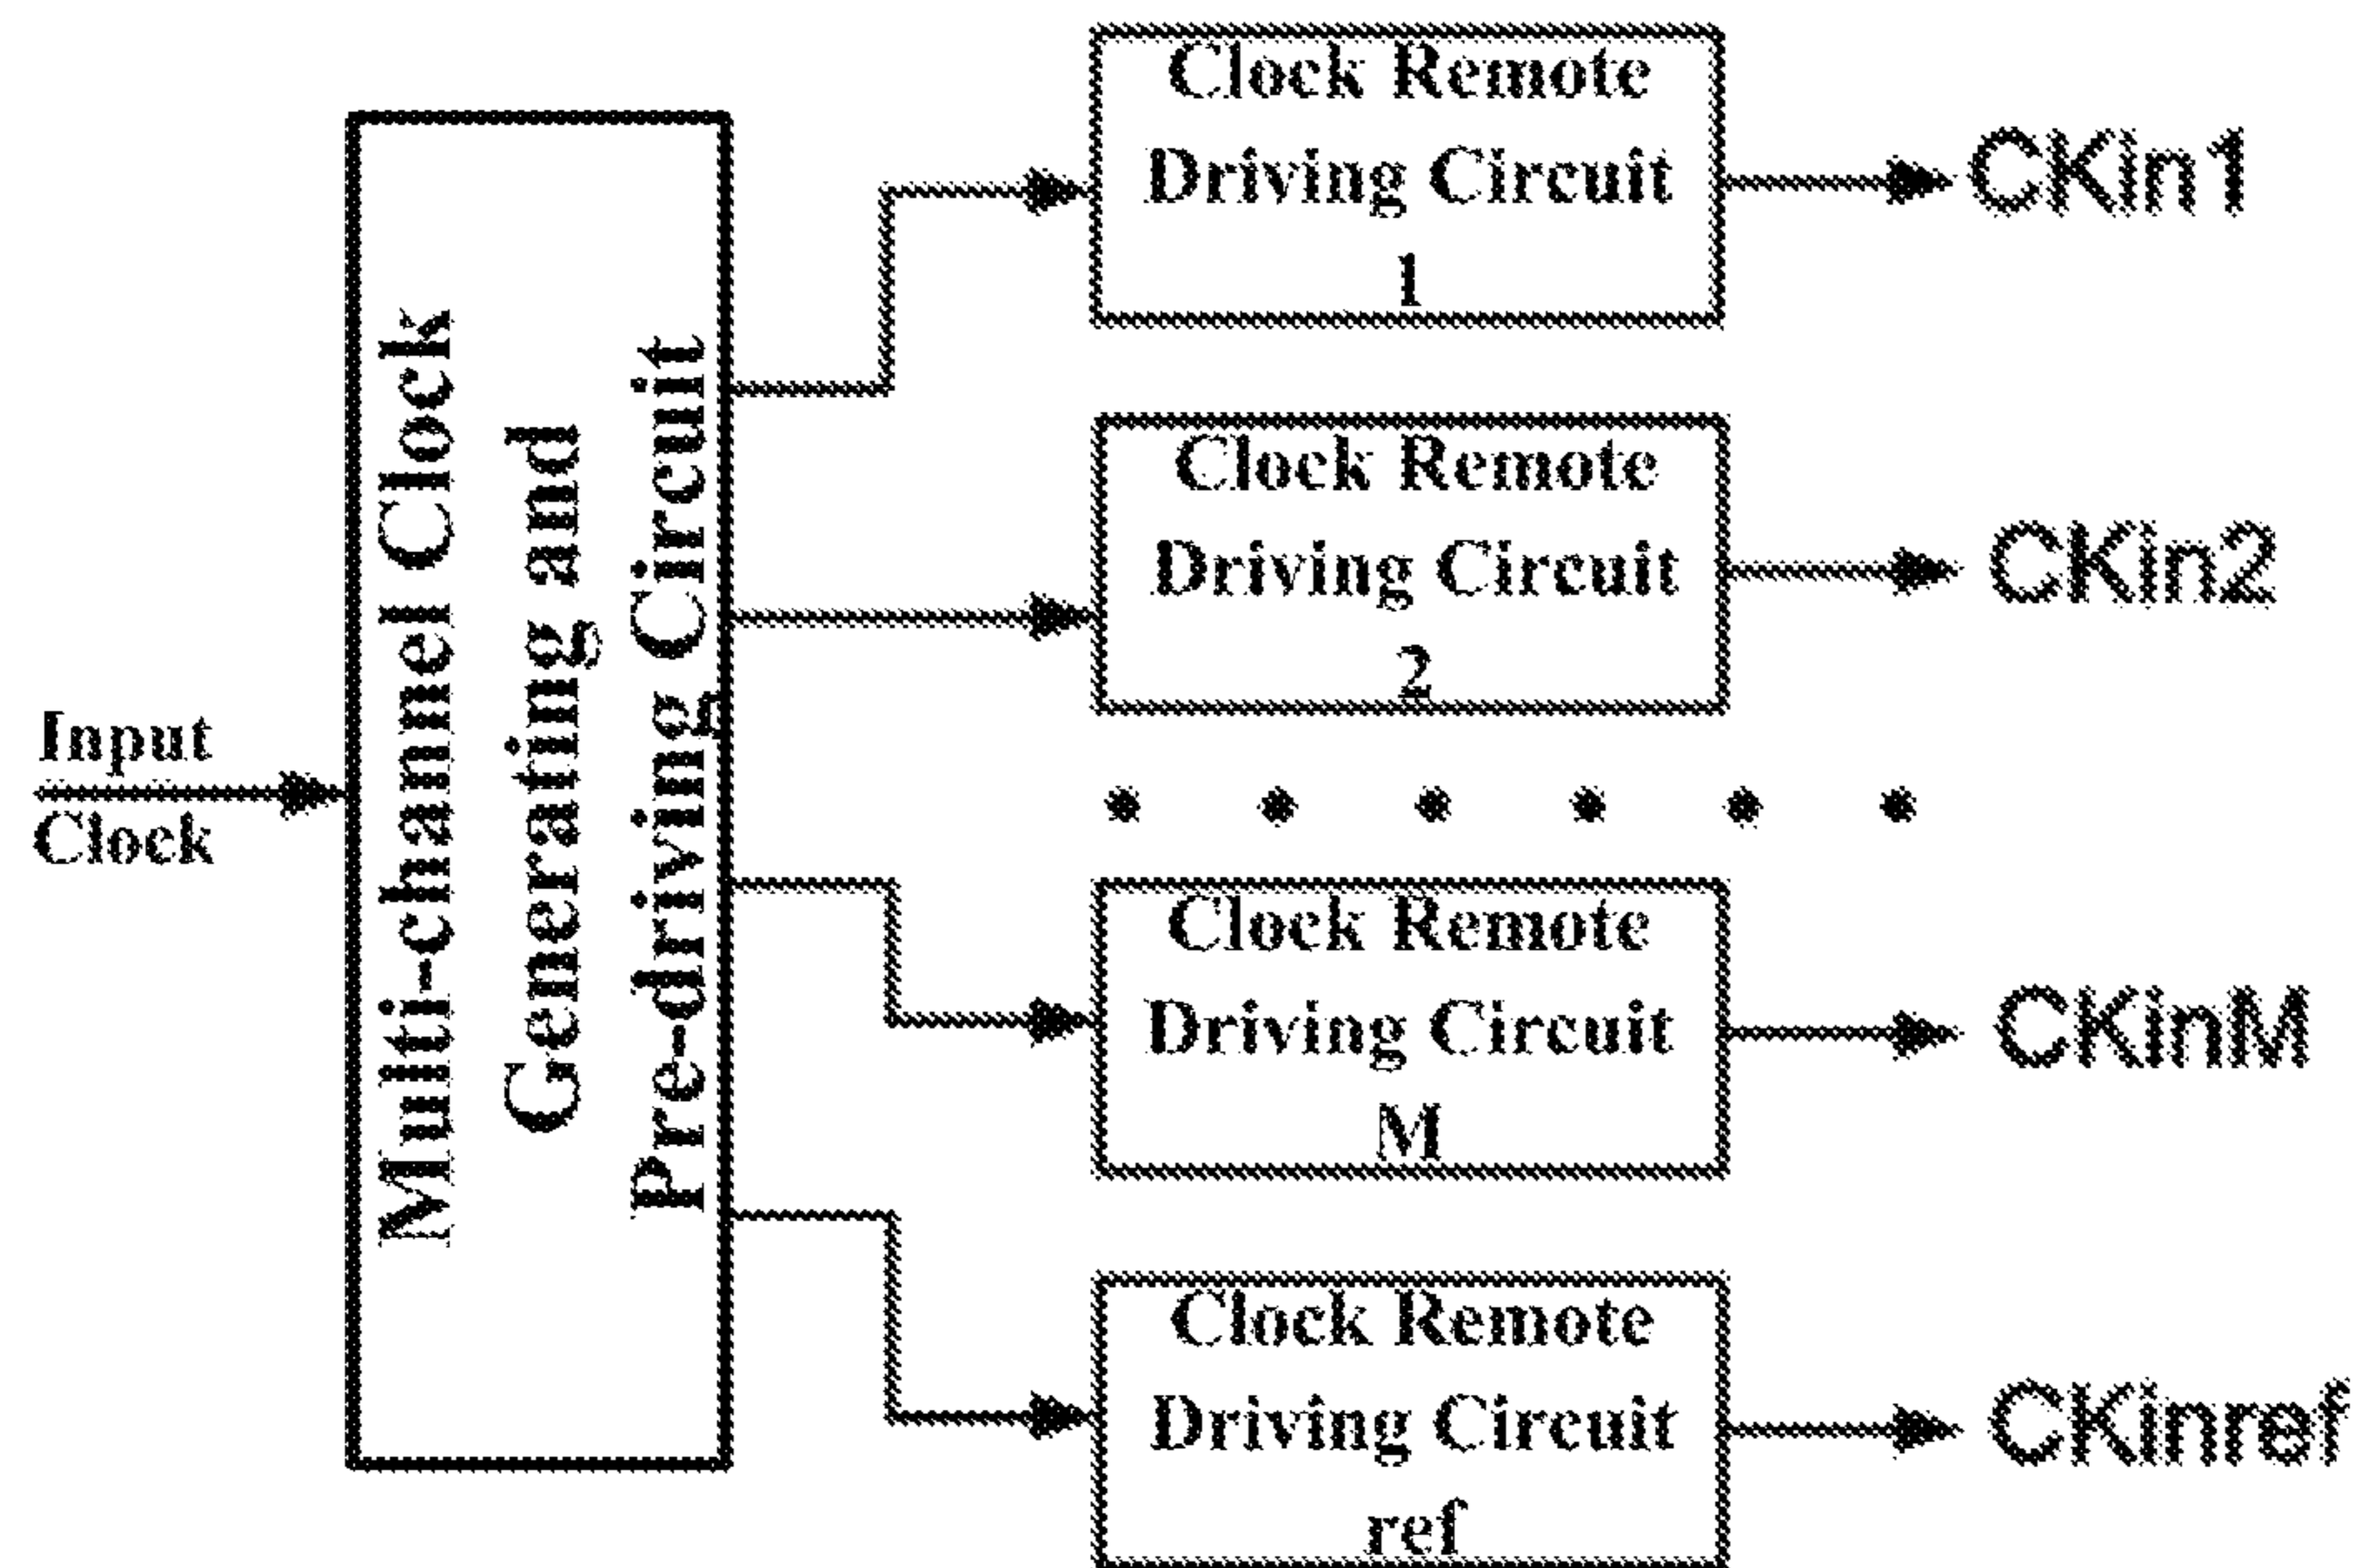 Input
Clock
Multi-channel Clock
Generating and
Pre-driving Circuit
Clock Remote
Driving Circuit
1
CKin1
Clock Remote
Driving Circuit
2
CKin2
Clock Remote
Driving Circuit
M
CKinM
Clock Remote
Driving Circuit
ref
CKinref